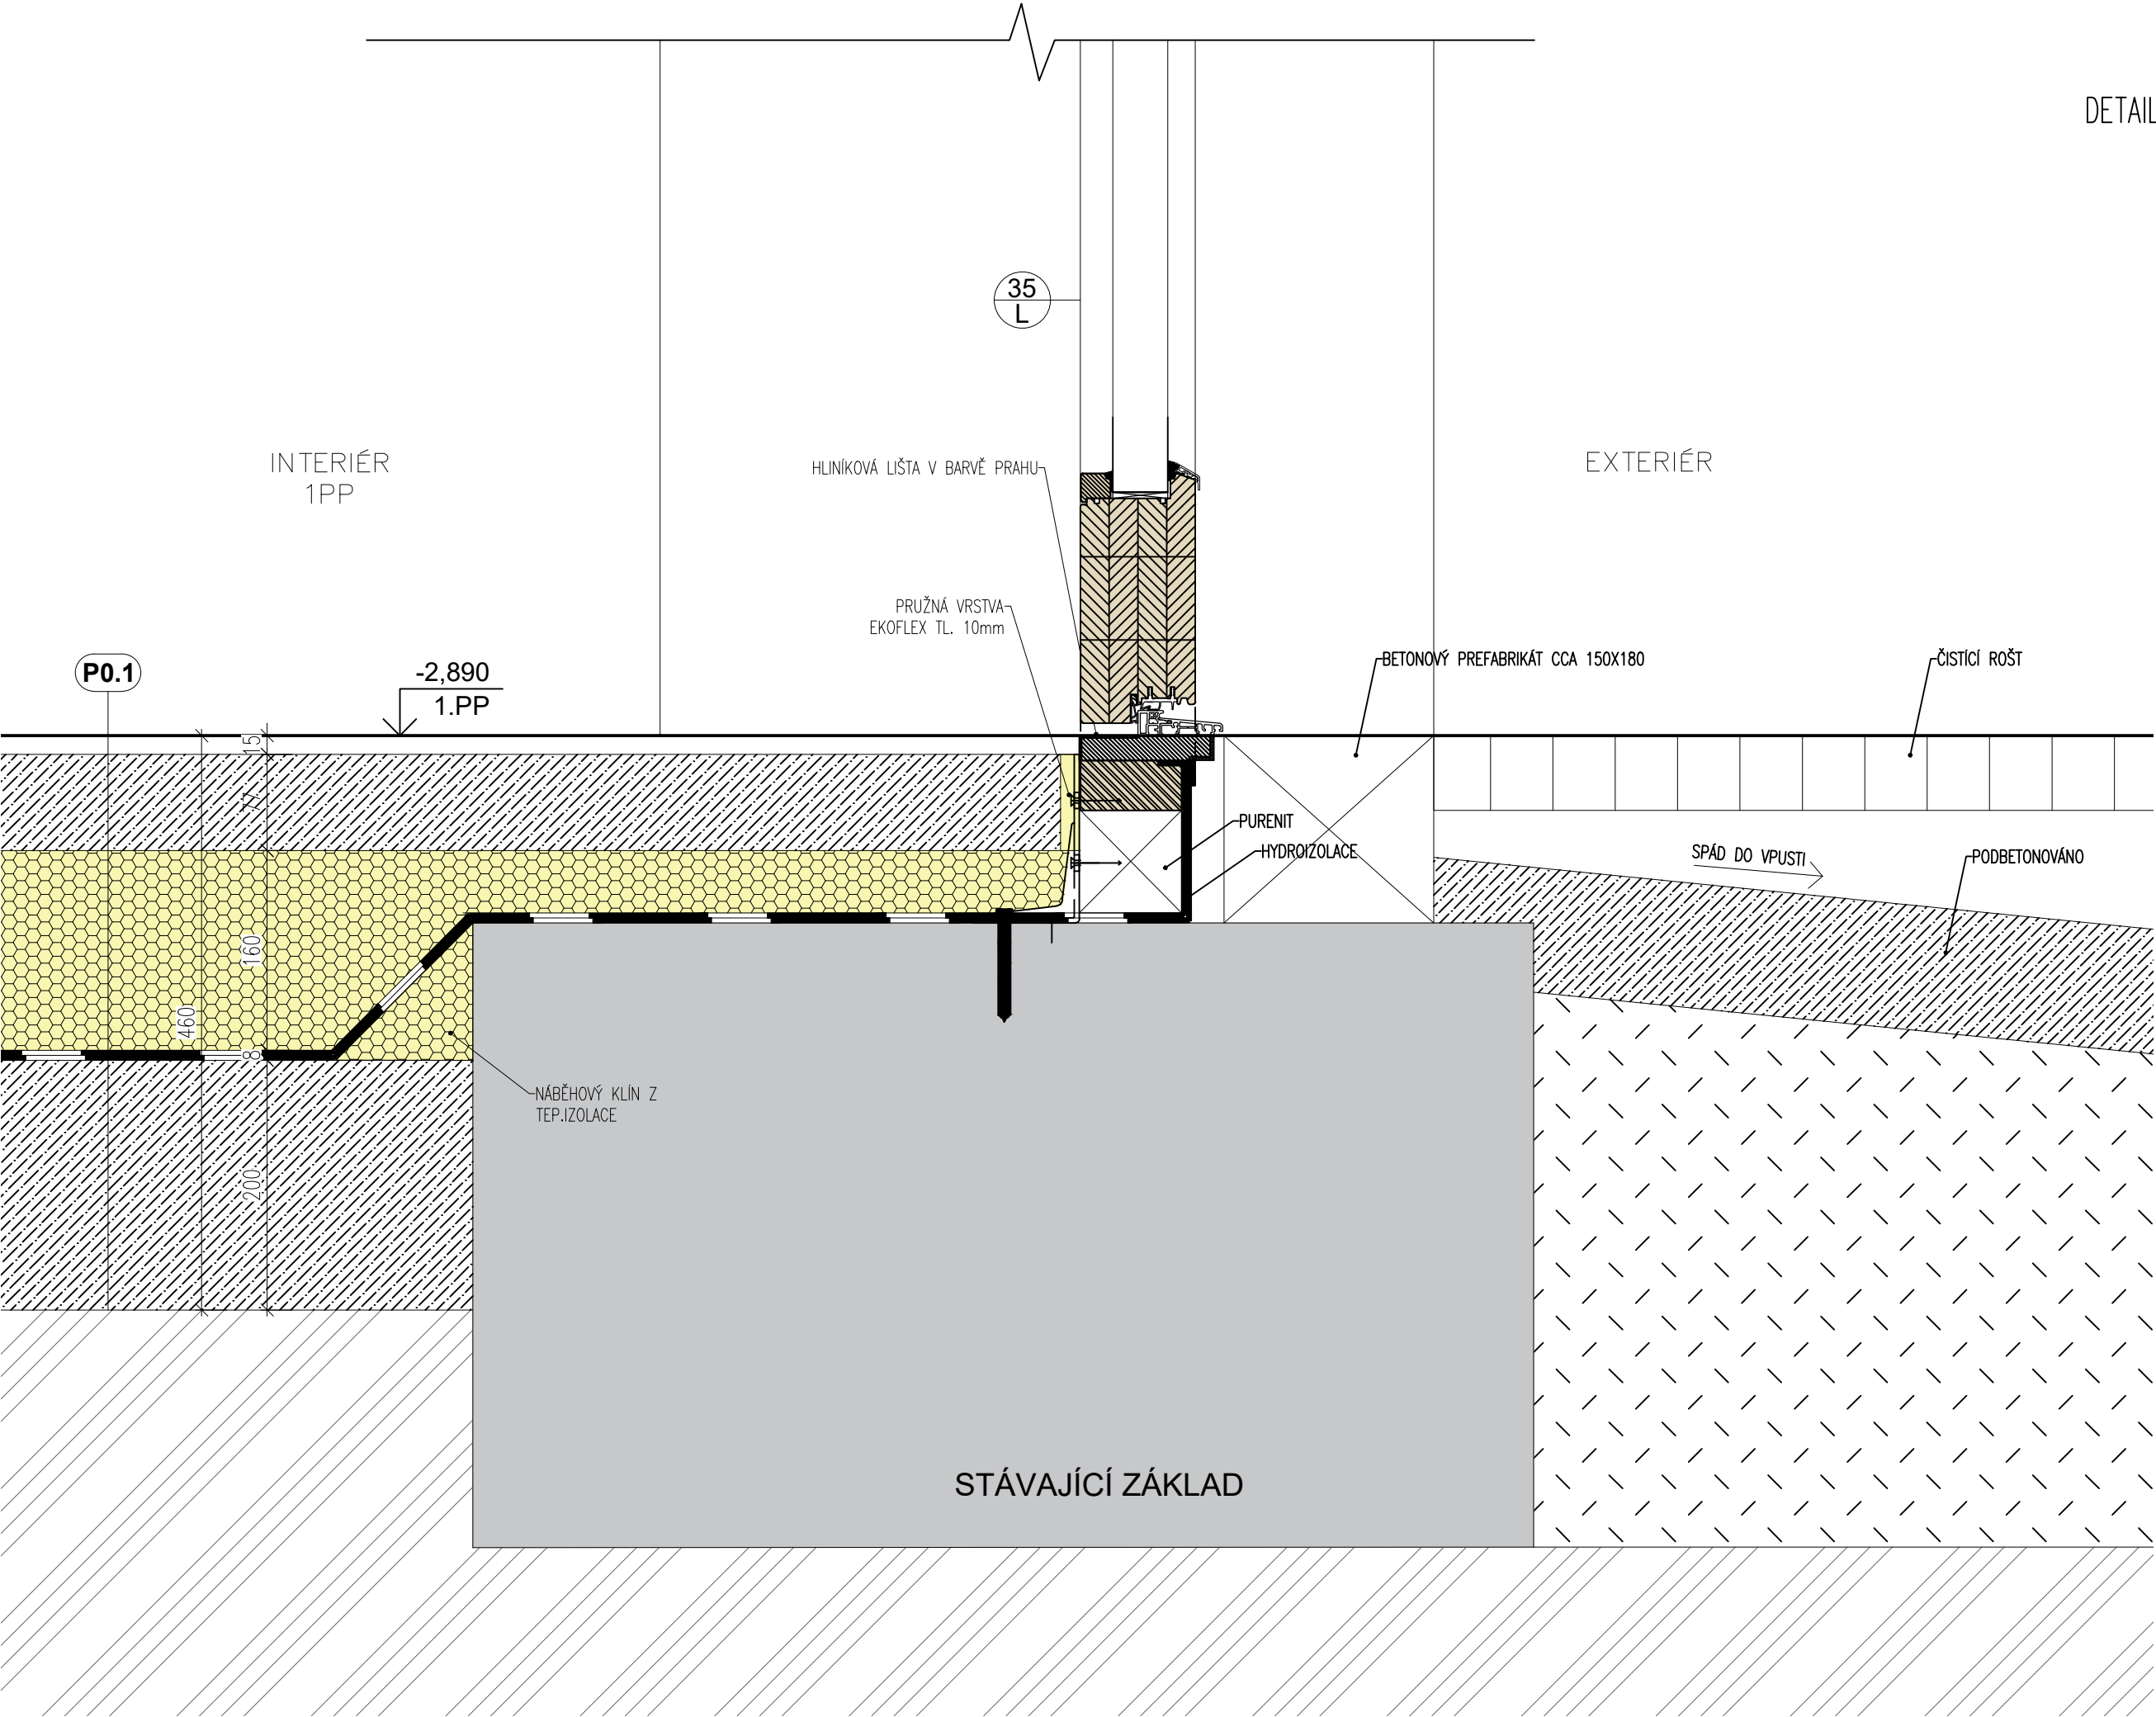 DETAIL
35
L
INTERIÉR
1PP
EXTERIÉR
HLINÍKOVÁ LIŠTA V BARVĚ PRAHU
PRUŽNÁ VRSTVA
EKOFLEX TL. 10mm
P0.1
-2,890
1.PP
BETONOVÝ PREFABRIKÁT CCA 150X180
ČISTÍCÍ ROŠT
15
77
PURENIT
HYDROIZOLACE
SPÁD DO VPUSTI
PODBETONOVÁNO
160
460
8
NÁBĚHOVÝ KLÍN Z
TEP.IZOLACE
200
STÁVAJÍCÍ ZÁKLAD